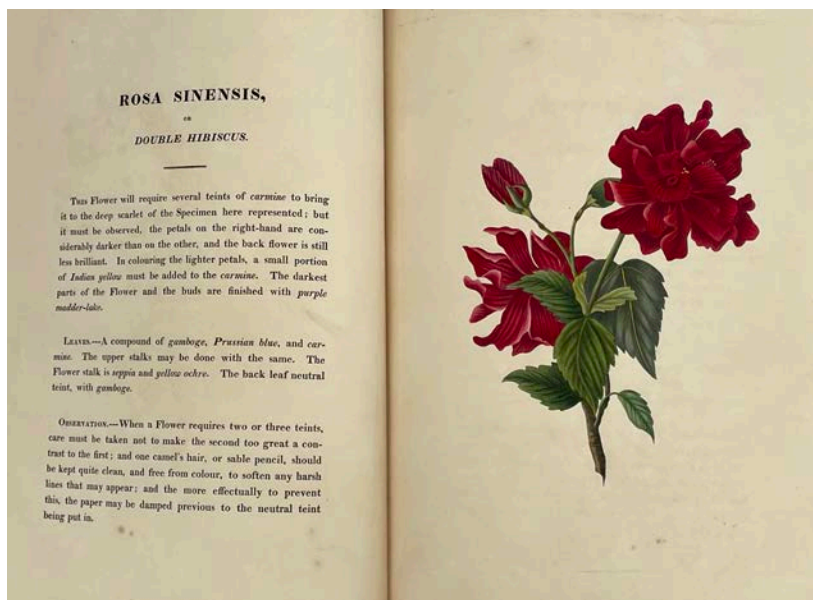 ROSA SINENSIS,
OR
DOUBLE HIBISCUS.
THIS Flower will require several teints of carmine to bring
it to the deep scarlet of the Specimen here represented; but
it must be observed, the petals on the right-hand are con-
siderably darker than on the other, and the back flower is still
less brilliant. In colouring the lighter petals, a small portion
of Indian yellow must be added to the carmine. The darkest
parts of the Flower and the buds are finished with purple
madder-lake.
LEAVES.—A compound of gamboge, Prussian blue, and car-
mine. The upper stalks may be done with the same. The
Flower stalk is seppia and yellow ochre. The back leaf neutral
teint, with gamboge.
OBSERVATION.—When a Flower requires two or three teints,
care must be taken not to make the second too great a con-
trast to the first; and one camel's hair, or sable pencil, should
be kept quite clean, and free from colour, to soften any harsh
lines that may appear; and the more effectually to prevent
this, the paper may be damped previous to the neutral teint
being put in.